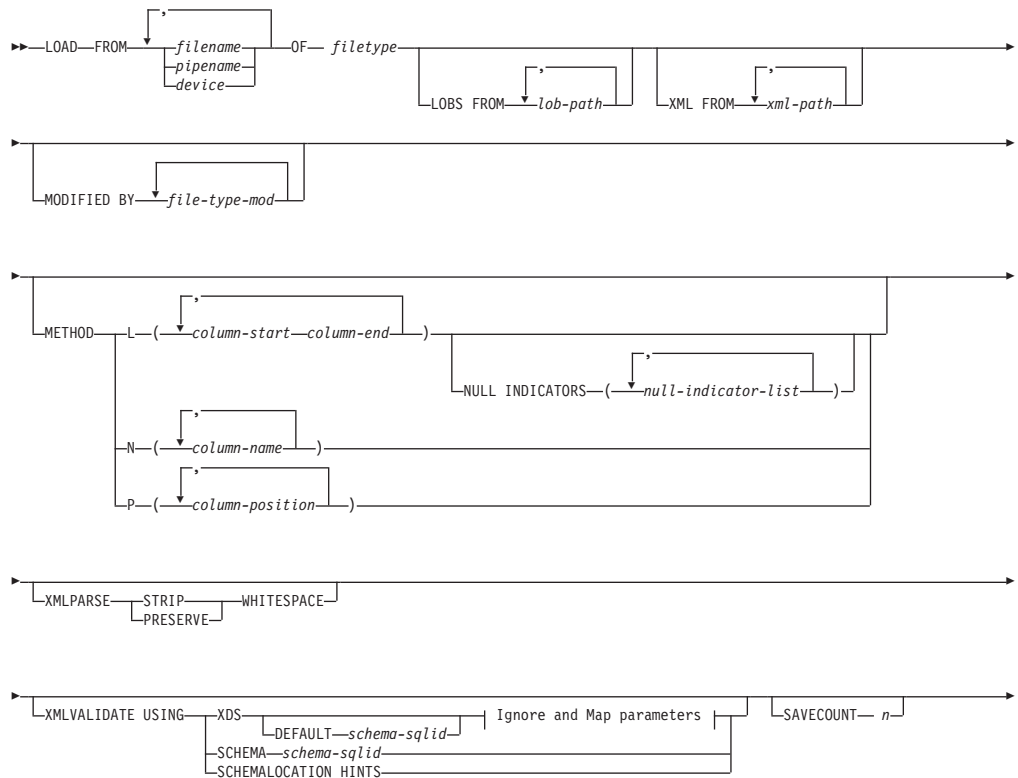 ,
LOAD FROM filename OF filetype
pipename
device
, ,
LOBS FROM lob-path XML FROM xml-path
MODIFIED BY file-type-mod
,
METHOD L ( column-start column-end )
,
NULL INDICATORS ( null-indicator-list )
,
N ( column-name )
,
P ( column-position )
XMLPARSE STRIP WHITESPACE
PRESERVE
XMLVALIDATE USING XDS Ignore and Map parameters SAVECOUNT n
DEFAULT schema-sqlid
SCHEMA schema-sqlid
SCHEMALOCATION HINTS